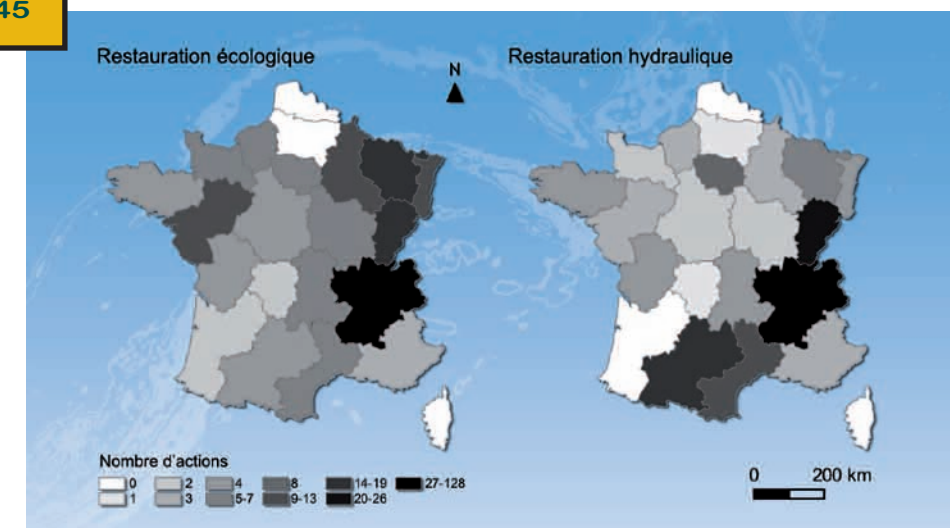 45
Restauration écologique
N
Restauration hydraulique
Nombre d'actions
0 2 4 8 14-19 27-128
1 3 5-7 9-13 20-26
0 200 km